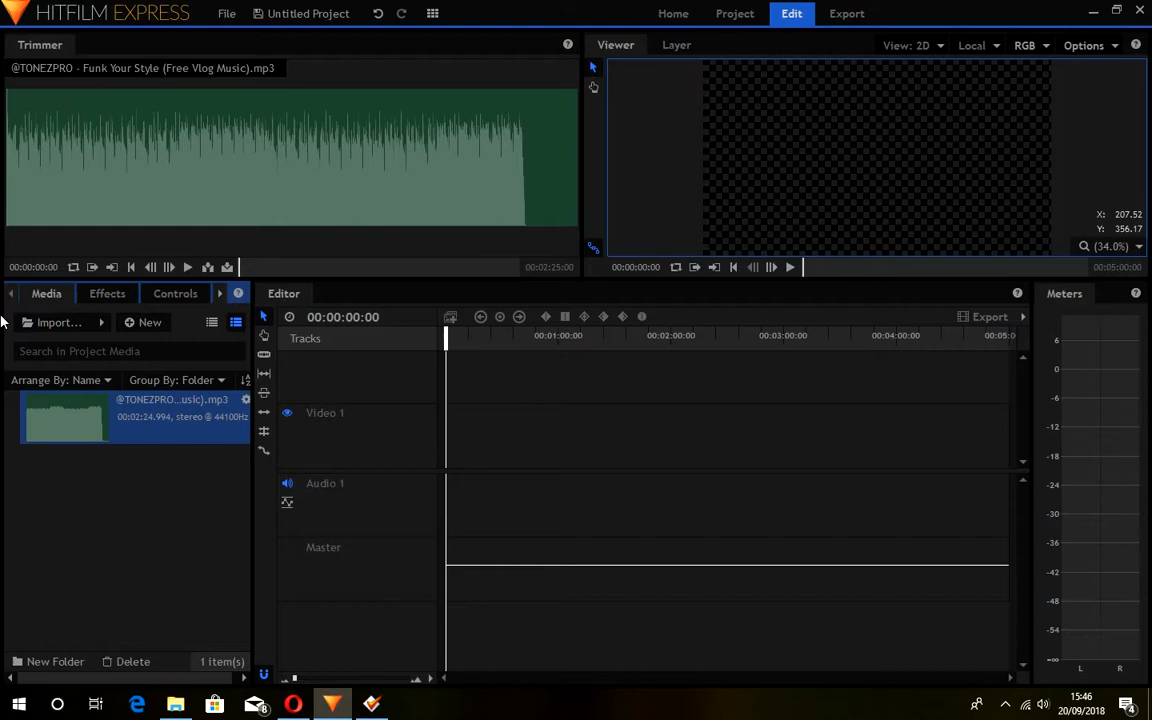 HITFILM EXPRESS File Untitled Project Home Project Edit Export
Trimmer Viewer Layer View: 2D Local RGB Options
@TONEZPRO - Funk Your Style (Free Vlog Music).mp3
X: 207.52
Y: 356.17
(34.0%)
00:00:00:00 00:02:25:00 00:00:00:00 00:05:00:00
Media Effects Controls Editor Meters
Import... New 00:00:00:00 Export
Tracks 00:01:00:00 00:02:00:00 00:03:00:00 00:04:00:00 00:05:0
Search in Project Media
Arrange By: Name Group By: Folder
@TONEZPRO...usic).mp3
00:02:24.994, stereo @ 44100Hz
Video 1
Audio 1
Master
6
0
-6
-12
-18
-24
-30
-36
-42
-48
-54
-∞
L R
New Folder Delete 1 item(s)
8
15:46
20/09/2018
4